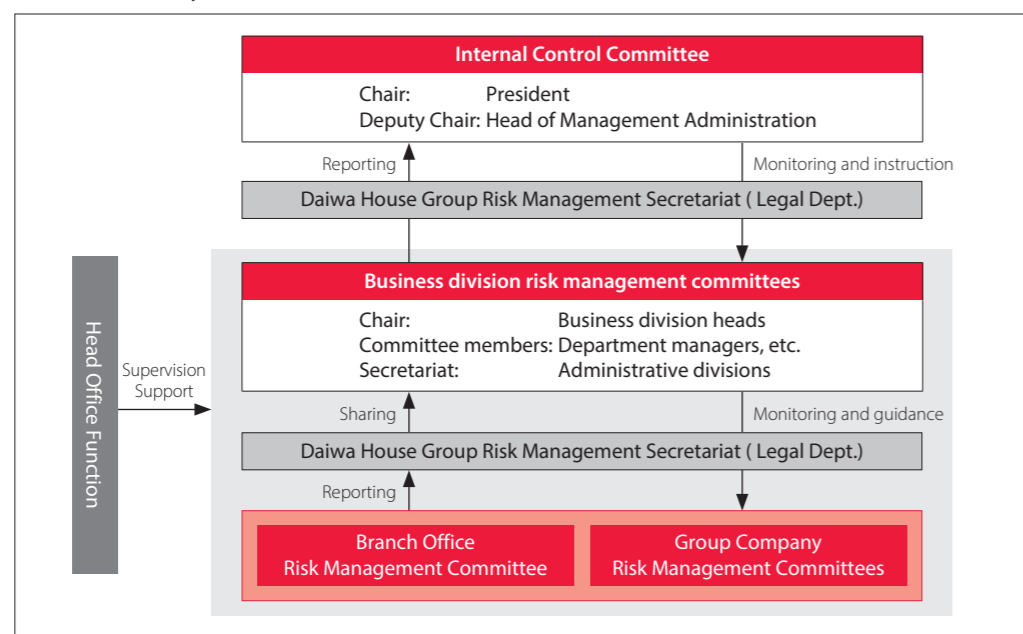 Internal Control Committee
Chair: President
Deputy Chair: Head of Management Administration
Reporting
Monitoring and instruction
Daiwa House Group Risk Management Secretariat ( Legal Dept.)
Business division risk management committees
Chair: Business division heads
Committee members: Department managers, etc.
Secretariat: Administrative divisions
Head Office Function
Supervision
Support
Sharing
Monitoring and guidance
Daiwa House Group Risk Management Secretariat ( Legal Dept.)
Reporting
Branch Office
Risk Management Committee
Group Company
Risk Management Committees